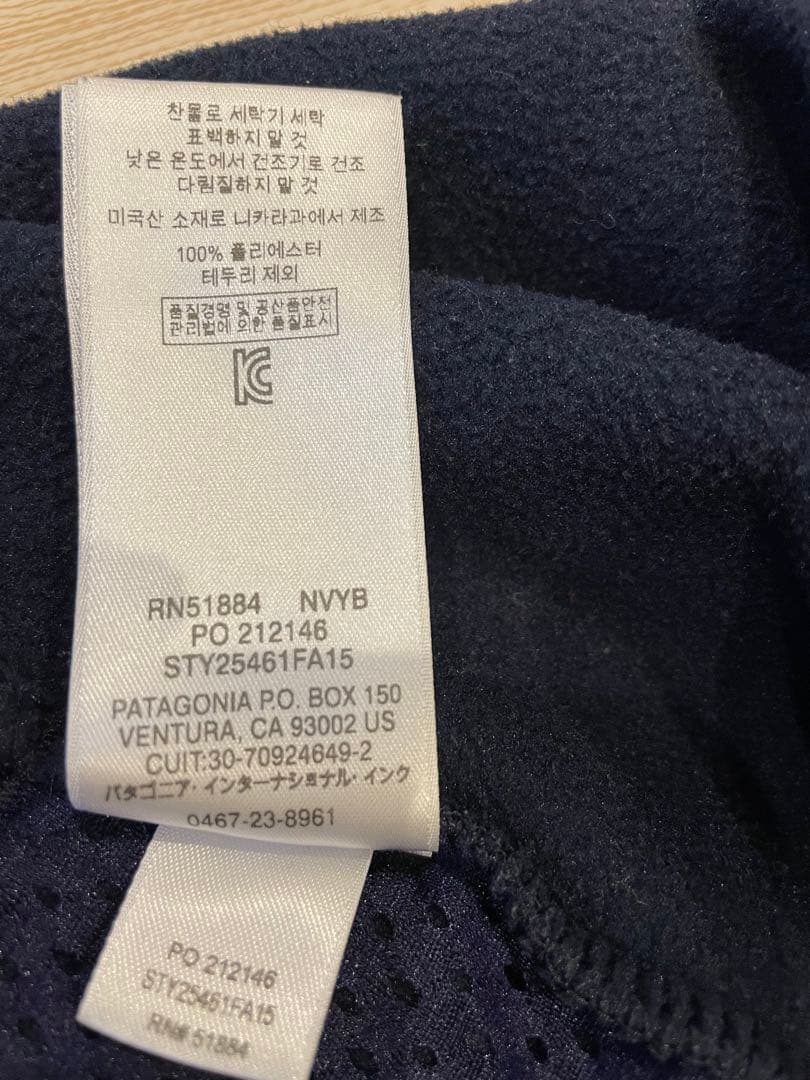 찬물로 세탁기 세탁
표백하지 말 것
낮은 온도에서 건조기로 건조
다림질하지 말 것
미국산 소재로 니카라과에서 제조
100% 폴리에스터
테두리 제외
품질경영 및 공산품안전
관리법에 의한 품질표시
RN51884 NVYB
PO 212146
STY25461FA15
PATAGONIA P.O. BOX 150
VENTURA, CA 93002 US
CUIT:30-70924649-2
パタゴニア・インターナショナル・インク
0467-23-8961
PO 212146
STY25461FA15
RN# 51884